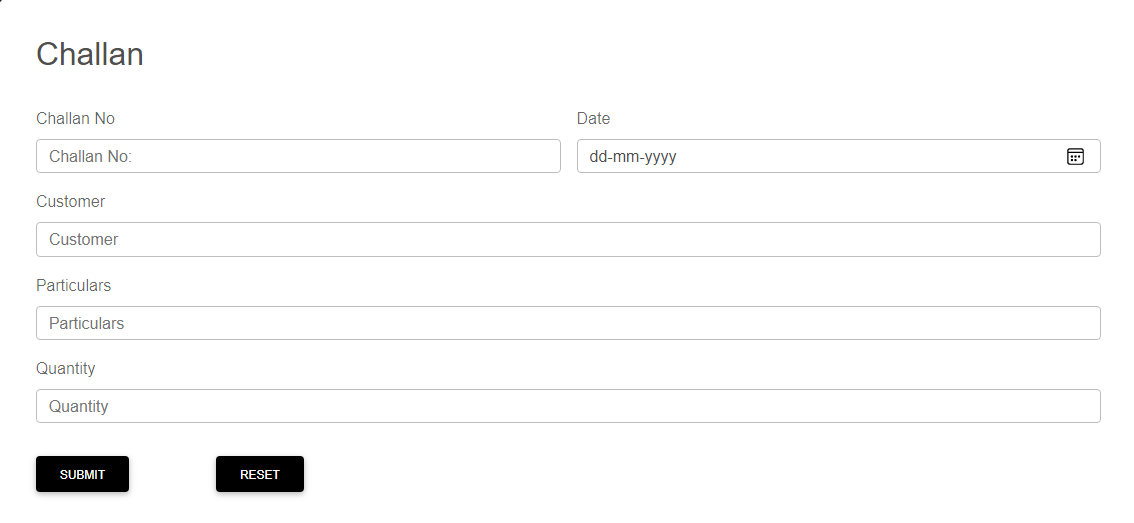 Challan
Challan No Date
Challan No: dd-mm-yyyy
Customer
Customer
Particulars
Particulars
Quantity
Quantity
SUBMIT RESET